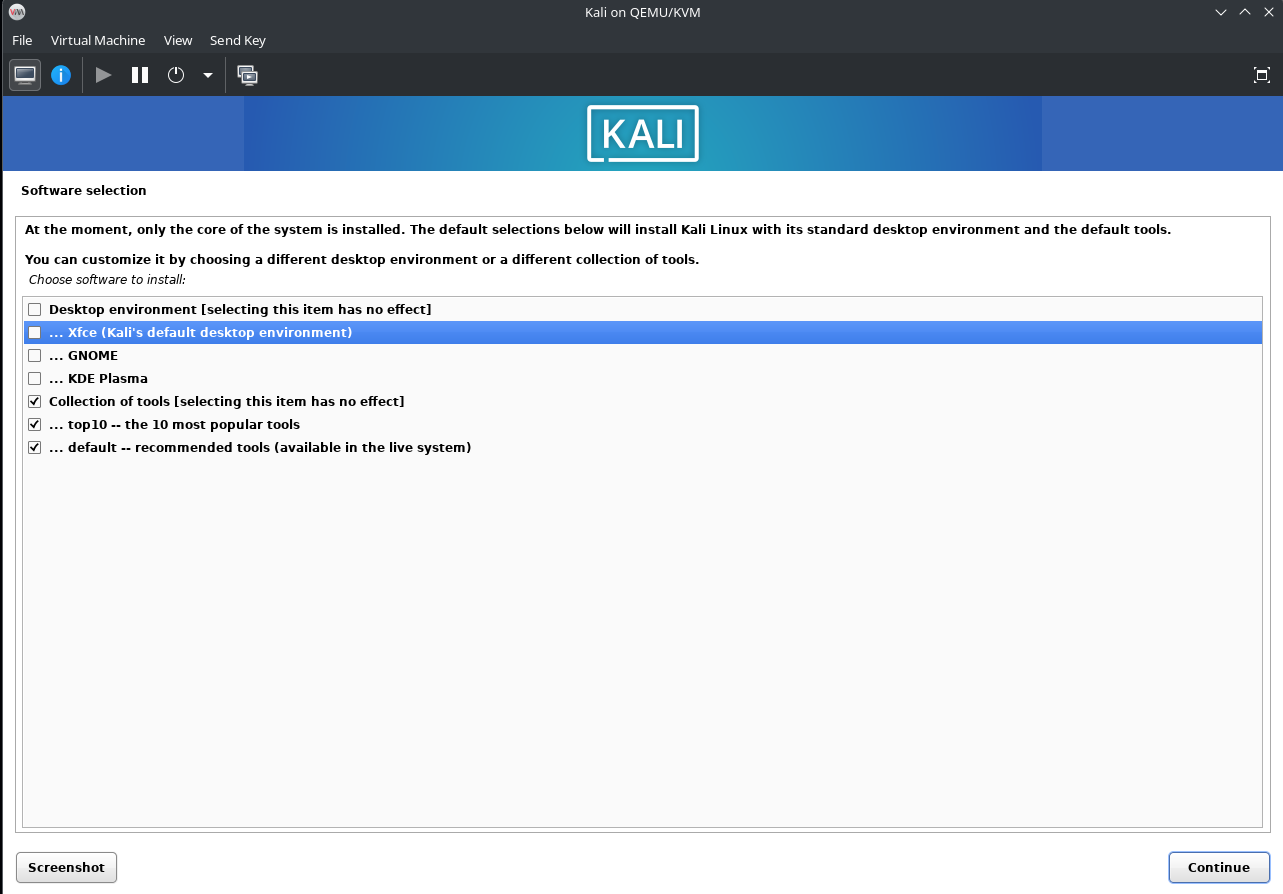 Kali on QEMU/KVM
File Virtual Machine View Send Key
KALI
Software selection
At the moment, only the core of the system is installed. The default selections below will install Kali Linux with its standard desktop environment and the default tools.
You can customize it by choosing a different desktop environment or a different collection of tools.
Choose software to install:
Desktop environment [selecting this item has no effect]
... Xfce (Kali's default desktop environment)
... GNOME
... KDE Plasma
Collection of tools [selecting this item has no effect]
... top10 -- the 10 most popular tools
... default -- recommended tools (available in the live system)
Screenshot
Continue